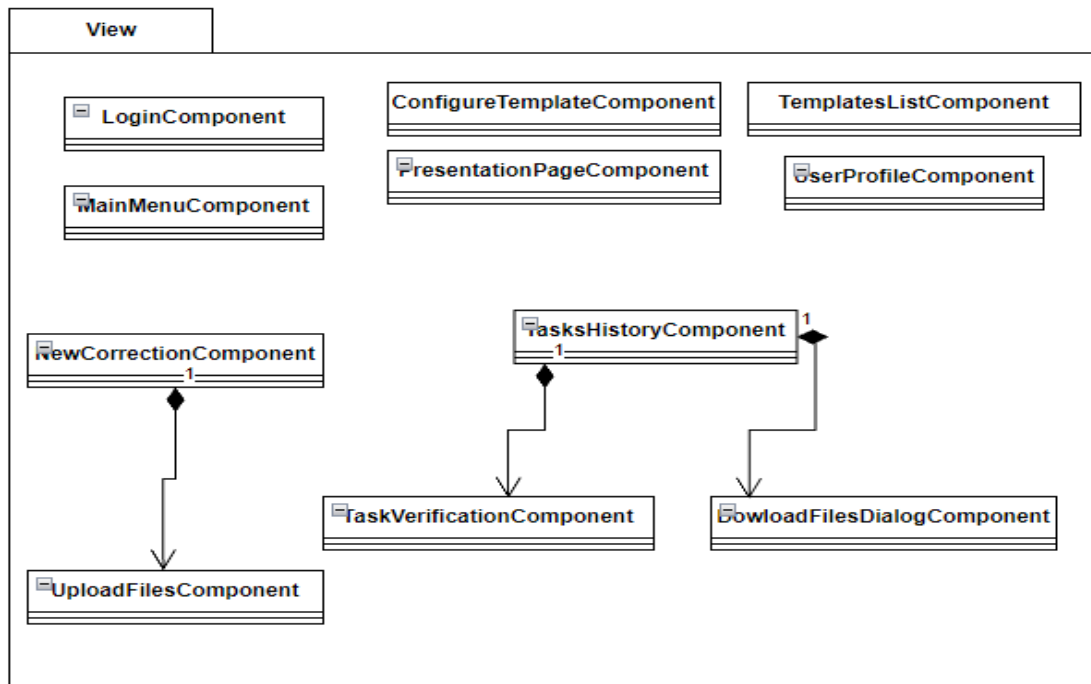 View
LoginComponent
ConfigureTemplateComponent
TemplatesListComponent
MainMenuComponent
PresentationPageComponent
UserProfileComponent
NewCorrectionComponent
1
TasksHistoryComponent
1
1
TaskVerificationComponent
DowloadFilesDialogComponent
UploadFilesComponent